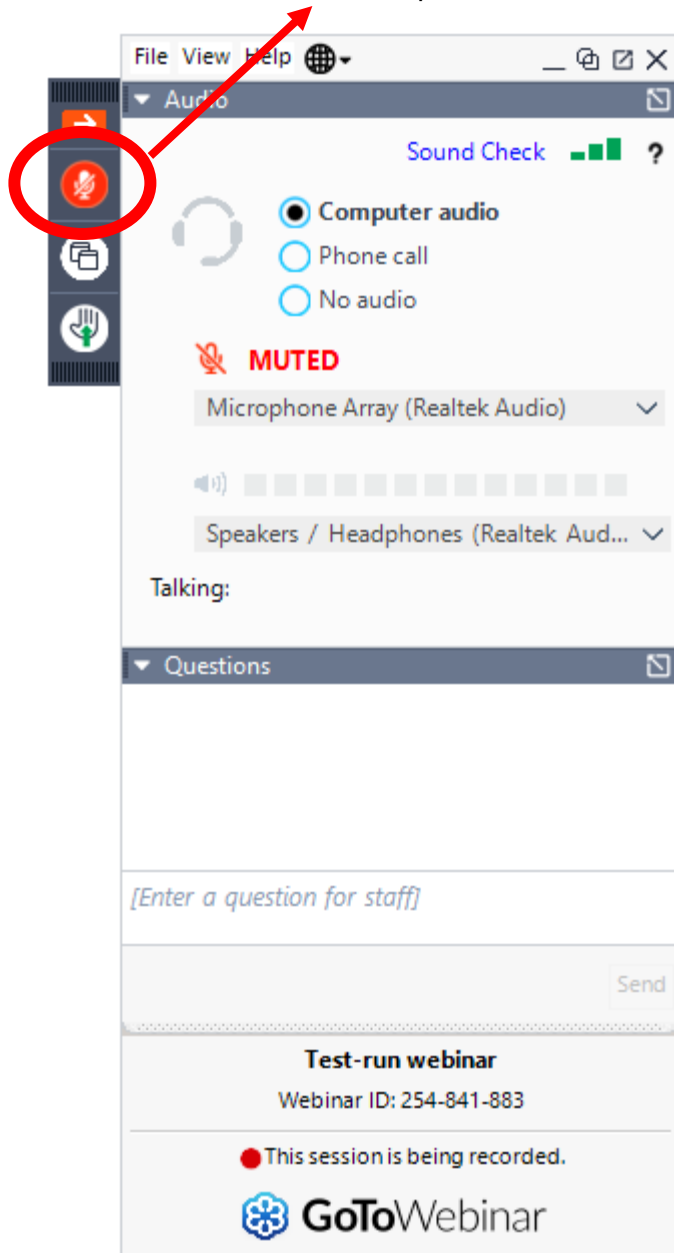 File View Help
Audio
Sound Check ?
Computer audio
Phone call
No audio
MUTED
Microphone Array (Realtek Audio)
Speakers / Headphones (Realtek Aud...
Talking:
Questions
[Enter a question for staff]
Send
Test-run webinar
Webinar ID: 254-841-883
This session is being recorded.
GoToWebinar